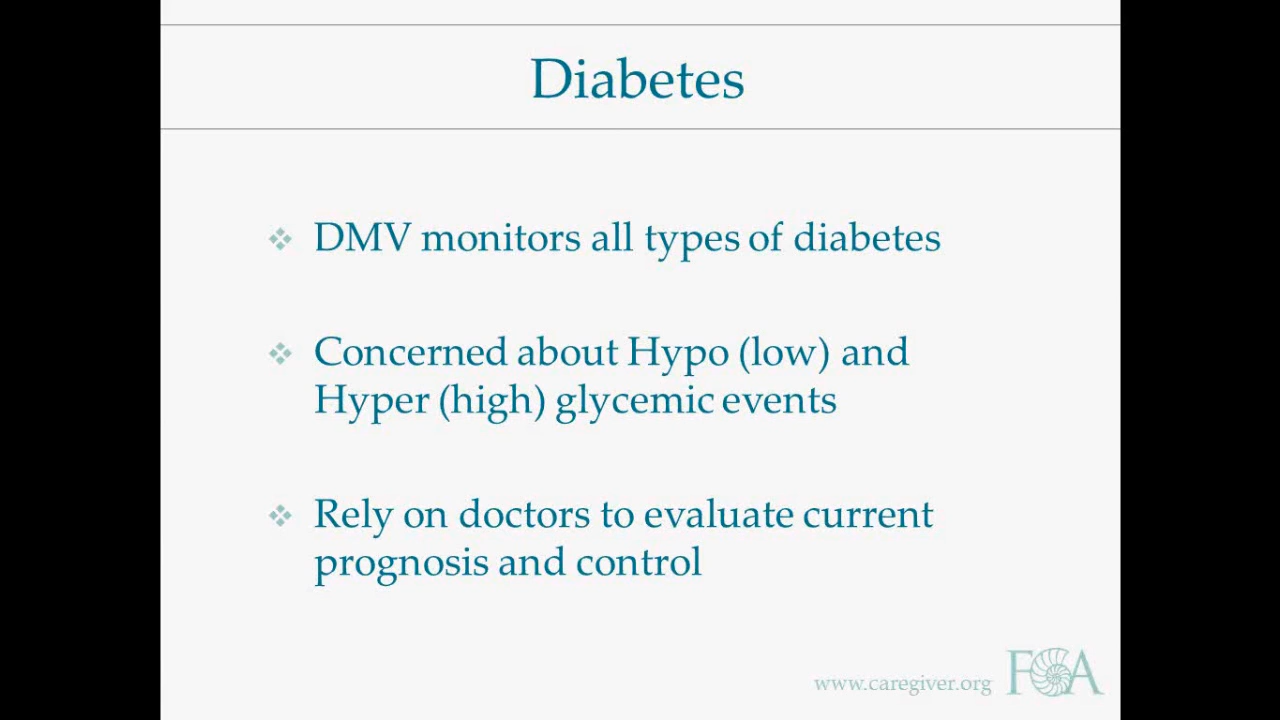 Diabetes
DMV monitors all types of diabetes
Concerned about Hypo (low) and
Hyper (high) glycemic events
Rely on doctors to evaluate current
prognosis and control
www.caregiver.org
FCA